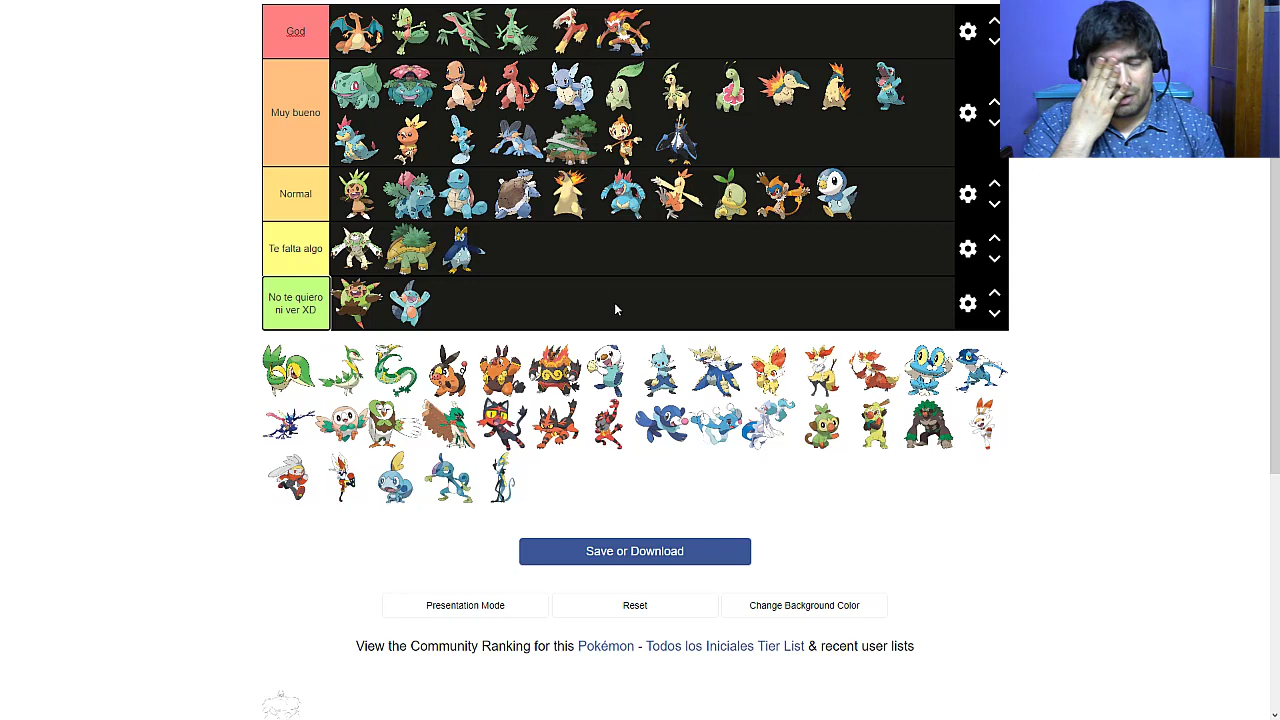 God
Muy bueno
Normal
Te falta algo
No te quiero
ni ver XD
Save or Download
Presentation Mode
Reset
Change Background Color
View the Community Ranking for this Pokémon - Todos los Iniciales Tier List & recent user lists